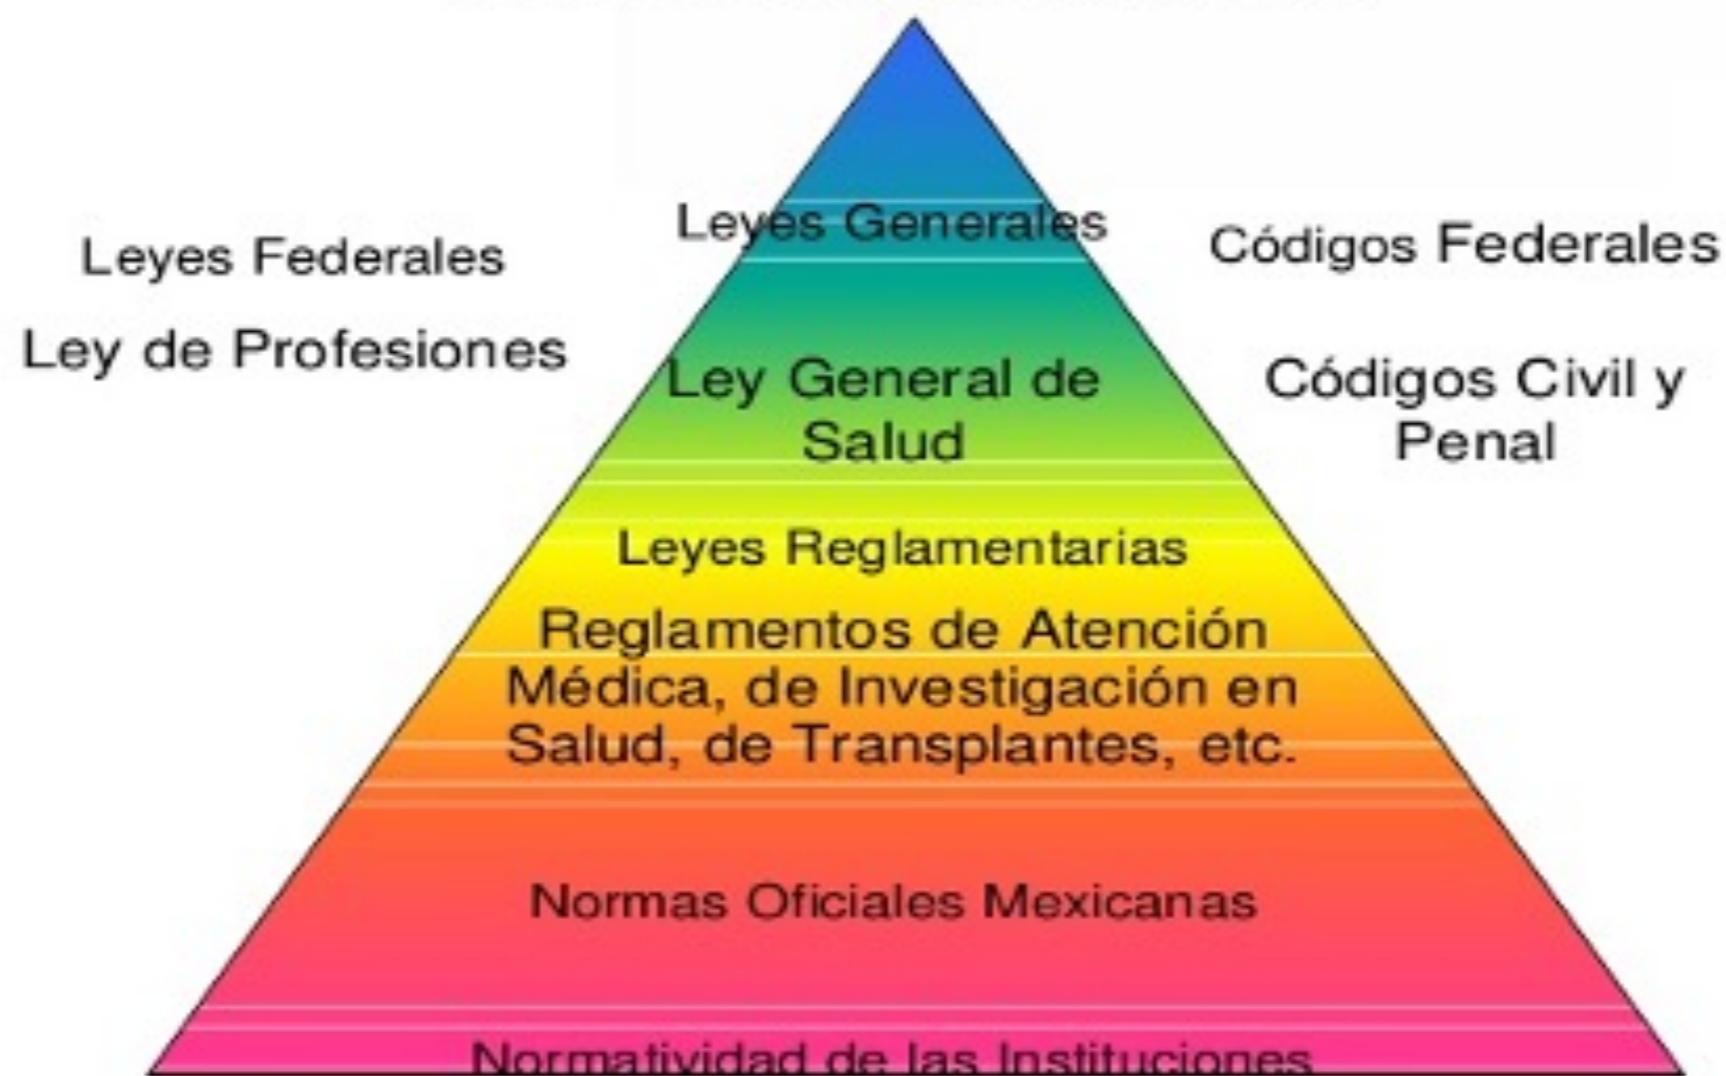 Leyes Generales
Leyes Federales
Códigos Federales
Ley de Profesiones
Ley General de
Salud
Códigos Civil y
Penal
Leyes Reglamentarias
Reglamentos de Atención
Médica, de Investigación en
Salud, de Transplantes, etc.
Normas Oficiales Mexicanas
Normatividad de las Instituciones